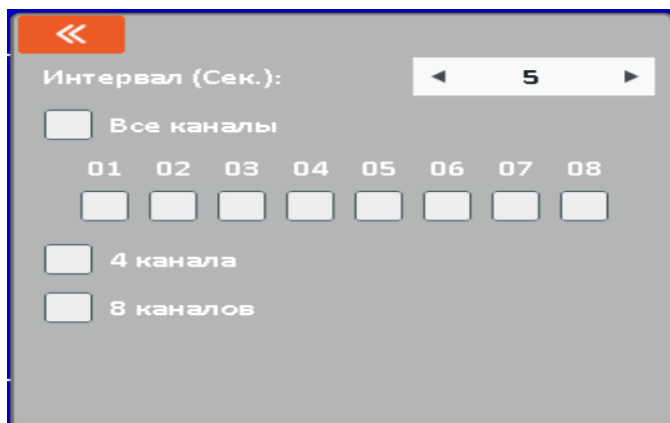 Интервал (Сек.): 5
Все каналы
01 02 03 04 05 06 07 08
4 канала
8 каналов